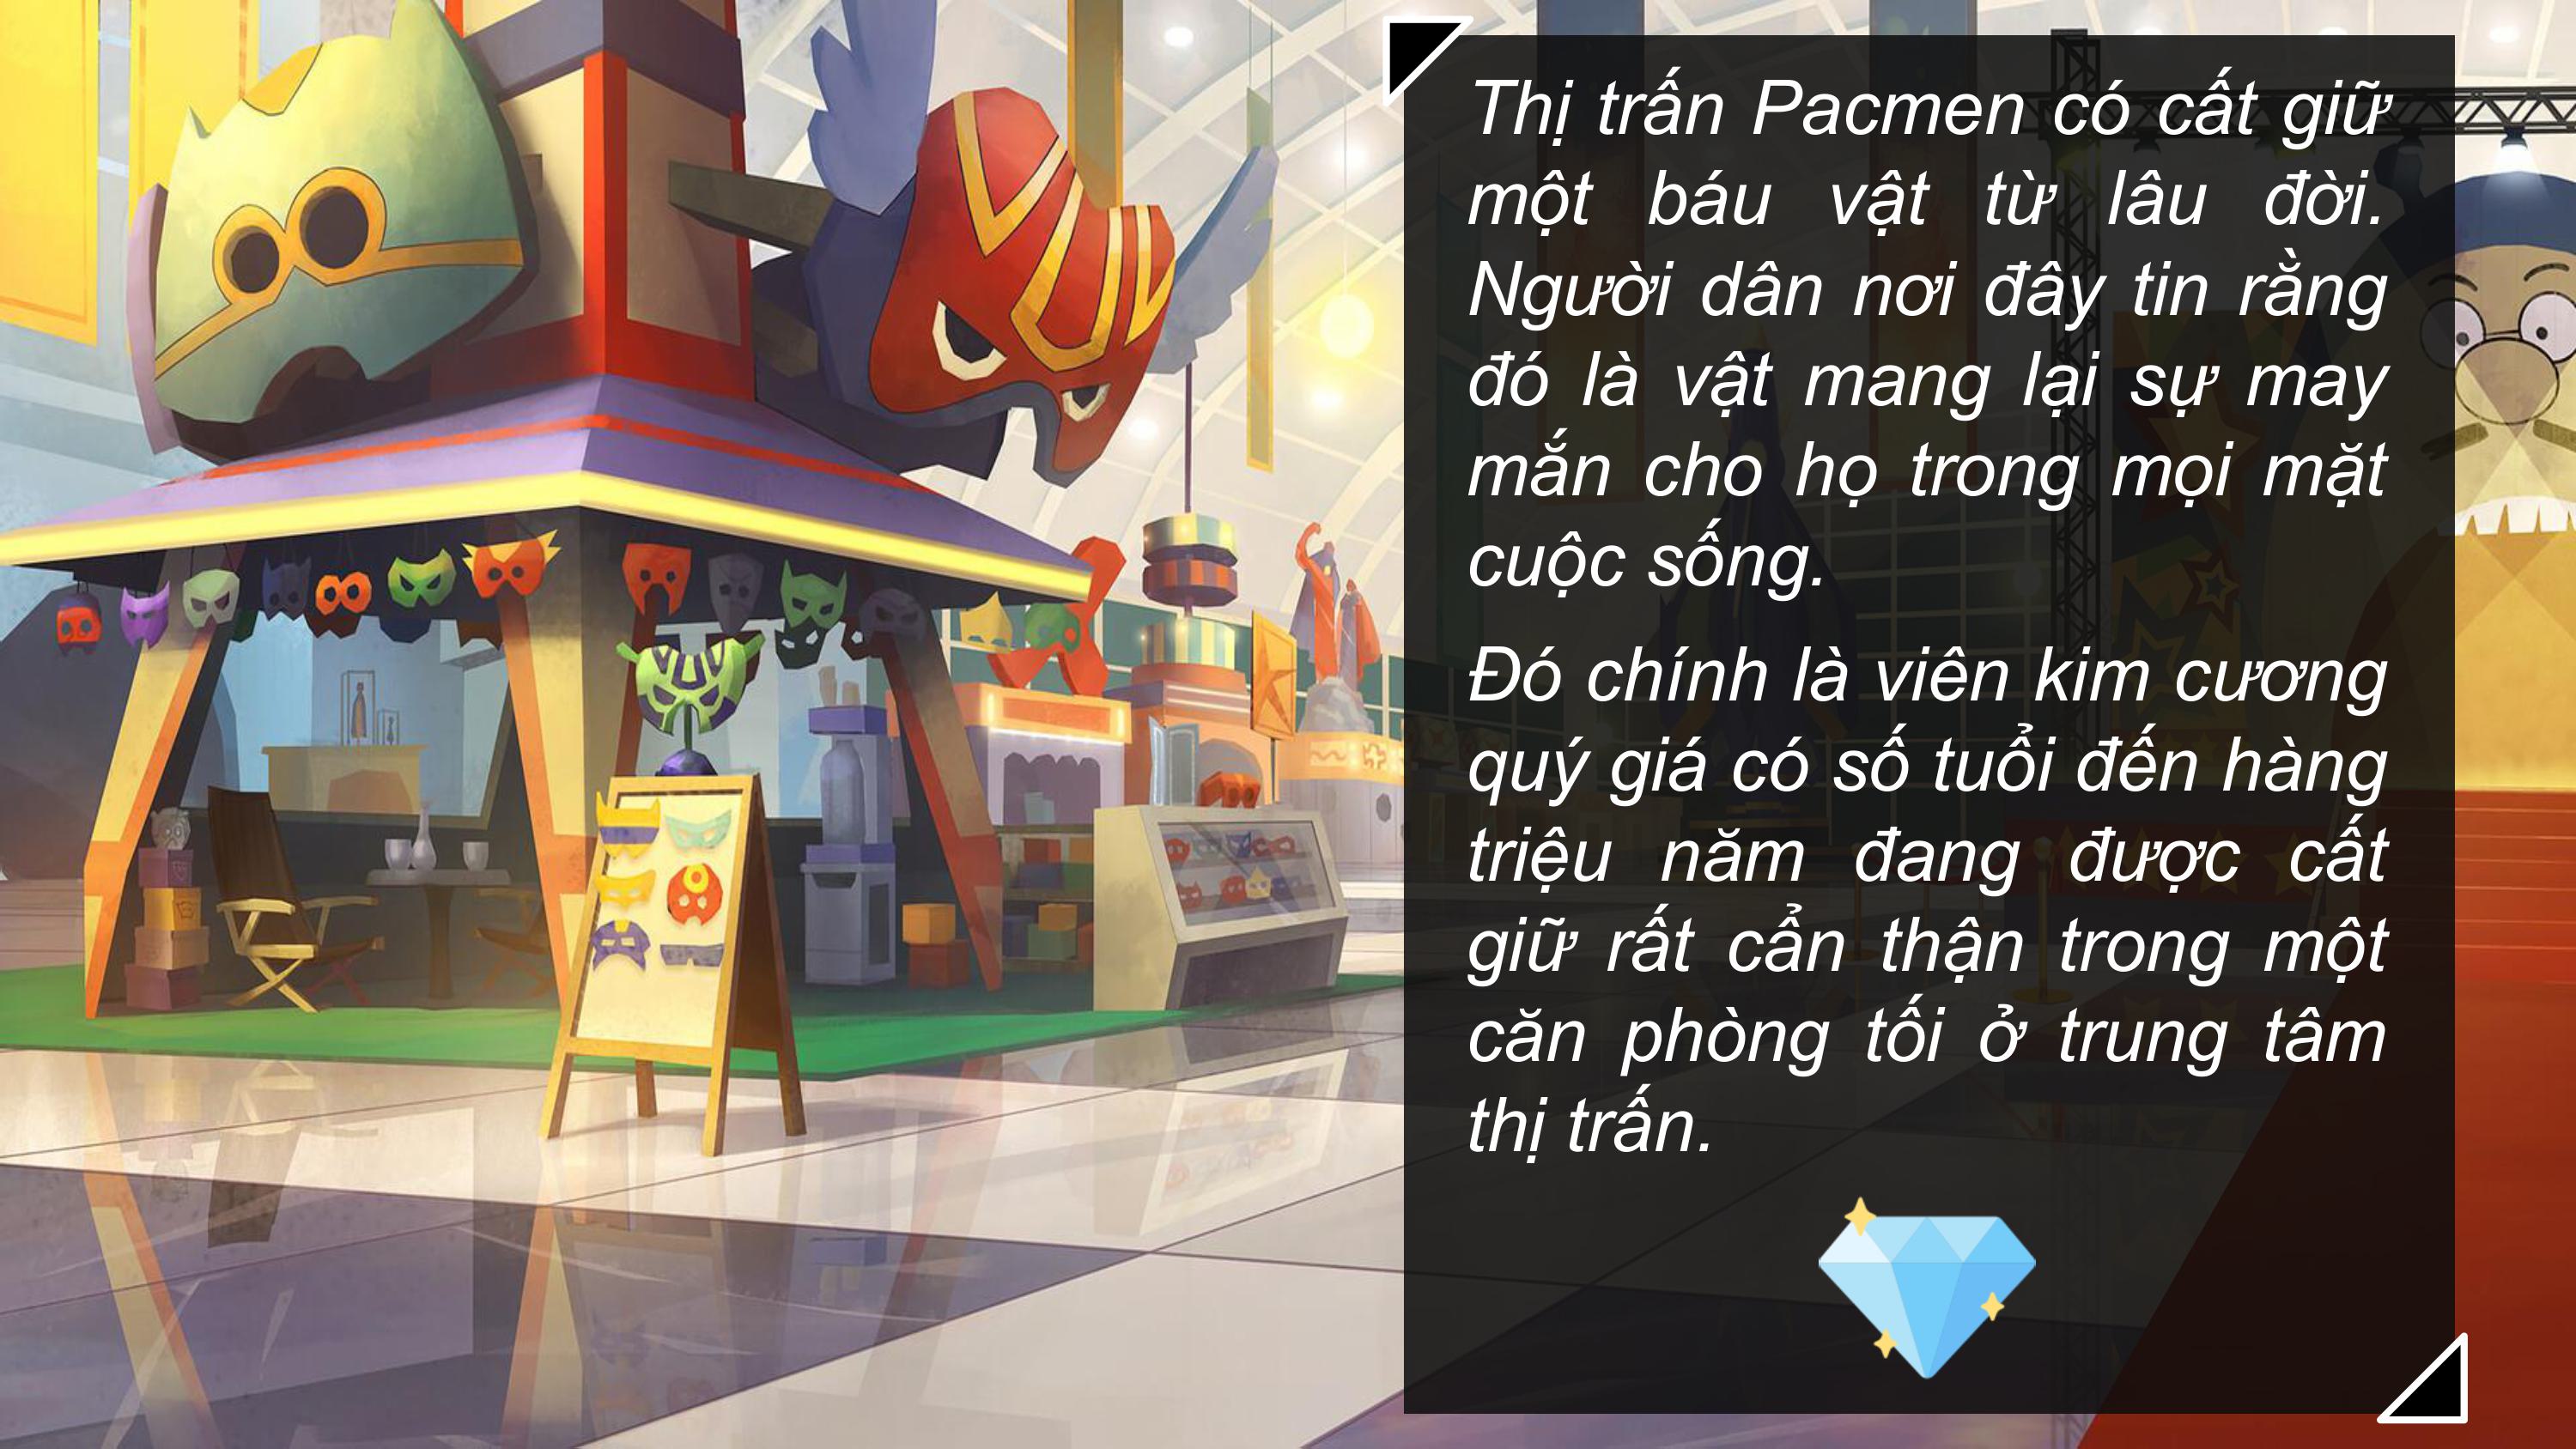 Thị trấn Pacmen có cất giữ
một báu vật từ lâu đời.
Người dân nơi đây tin rằng
đó là vật mang lại sự may
mắn cho họ trong mọi mặt
cuộc sống.
Đó chính là viên kim cương
quý giá có số tuổi đến hàng
triệu năm đang được cất
giữ rất cẩn thận trong một
căn phòng tối ở trung tâm
thị trấn.